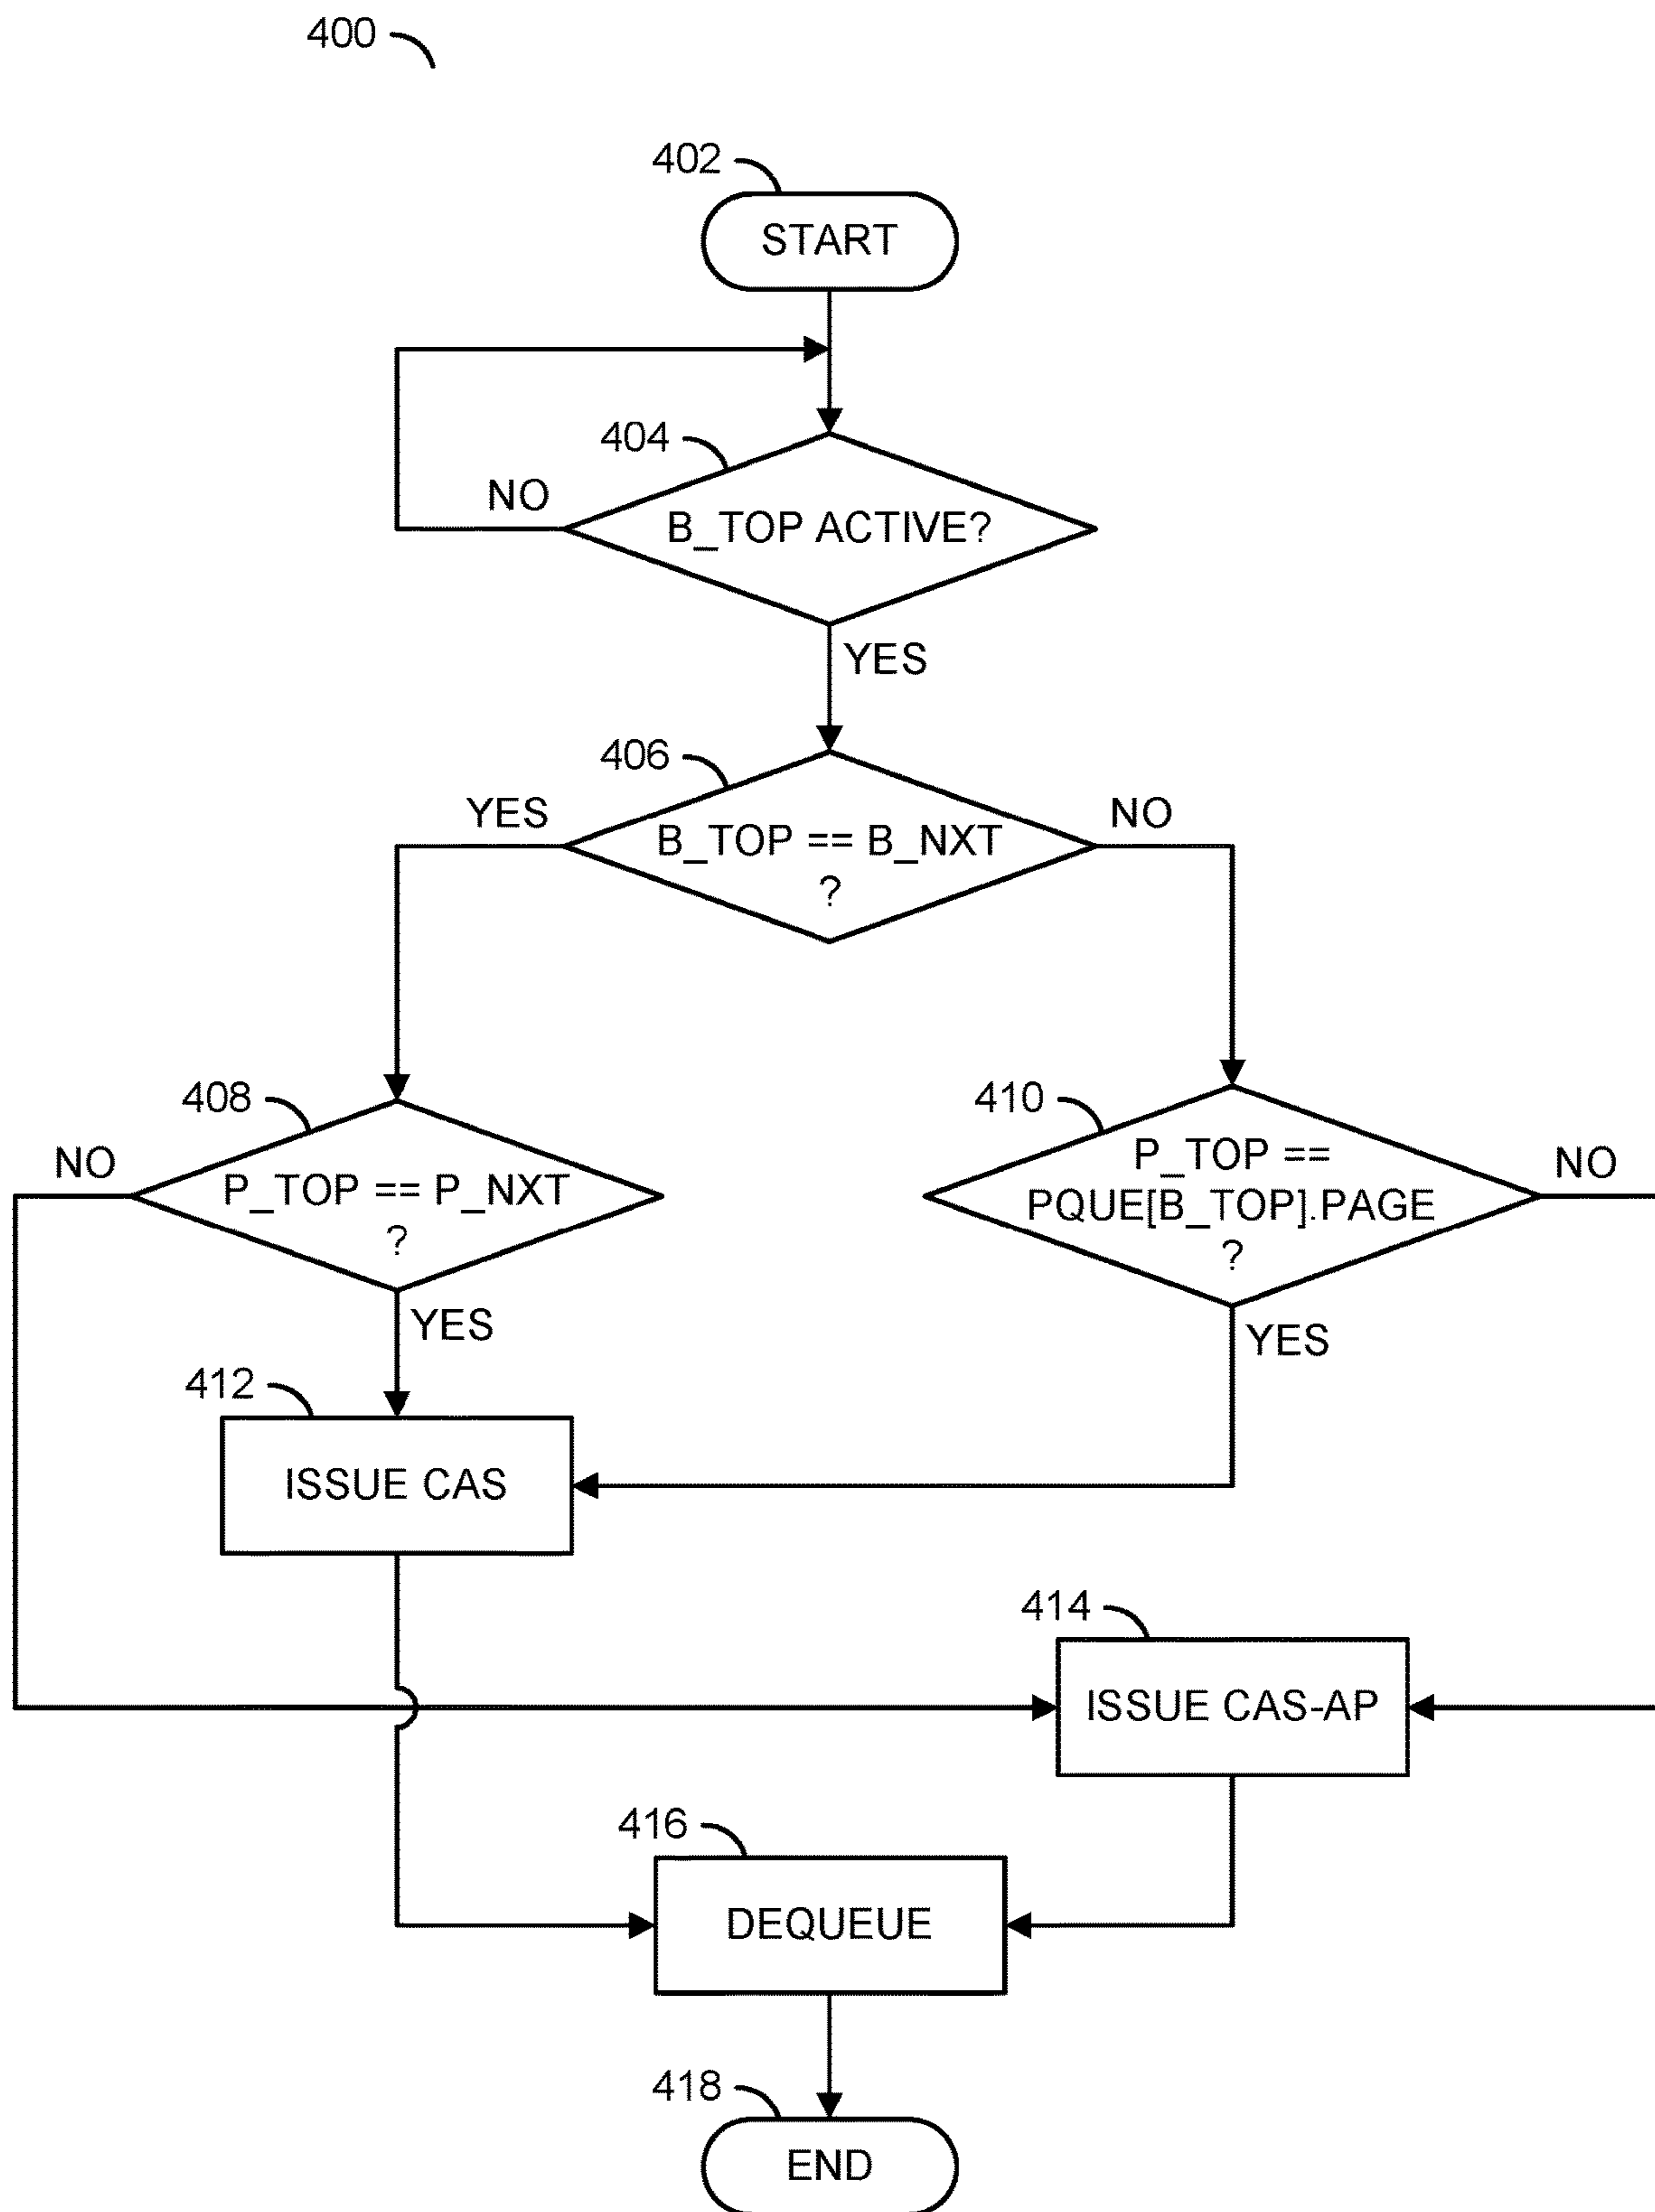 400
402
START
404
NO
B_TOP ACTIVE?
YES
406
YES
NO
B_TOP == B_NXT
?
408
410
NO
P_TOP == P_NXT
?
P_TOP ==
PQUE[B_TOP].PAGE
?
NO
YES
YES
412
ISSUE CAS
414
ISSUE CAS-AP
416
DEQUEUE
418
END